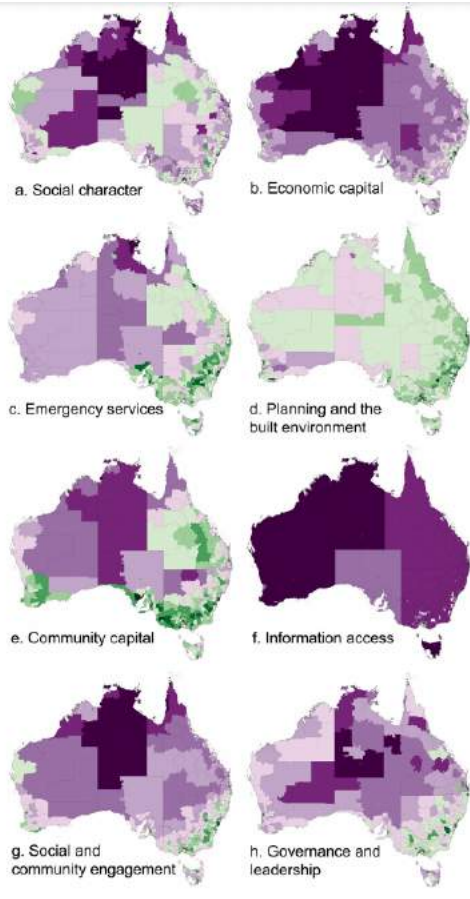 a. Social character
b. Economic capital
c. Emergency services
d. Planning and the
built environment
e. Community capital
f. Information access
g. Social and
community engagement
h. Governance and
leadership